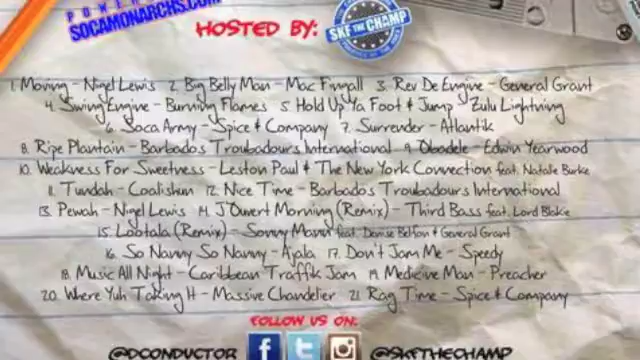 POWERED
SOCAMONARCHS.COM
HOSTED BY:
SKF THE CHAMP
1. Moving - Nigel Lewis 2. Big Belly Man - Mac Fingall 3. Rev De Engine - General Grant
4. Swing Engine - Burning Flames 5. Hold Up Yo Foot & Jump - Zulu Lightning
6. Soca Army - Spice & Company 7. Surrender - Atlantik
8. Ripe Plantain - Barbados Troubadours International 9. Obadele - Edwin Yearwood
10. Weakness For Sweetness - Leston Paul & The New York Connection feat. Natalie Burke
11. Tundah - Coalishun 12. Nice Time - Barbados Troubadours International
13. Pewah - Nigel Lewis 14. J'Ouvert Morning (Remix) - Third Bass feat. Lord Blakie
15. Lootala (Remix) - Sonny Mann feat. Denise Belfon & General Grant
16. So Nanny So Nanny - Ajala 17. Don't Jam Me - Speedy
18. Music All Night - Caribbean Traffik Jam 19. Medicine Man - Preacher
20. Where Yuh Taking It - Massive Chandelier 21. Rag Time - Spice & Company
FOLLOW US ON:
@DCONDUCTOR f t @SKFTHECHAMP